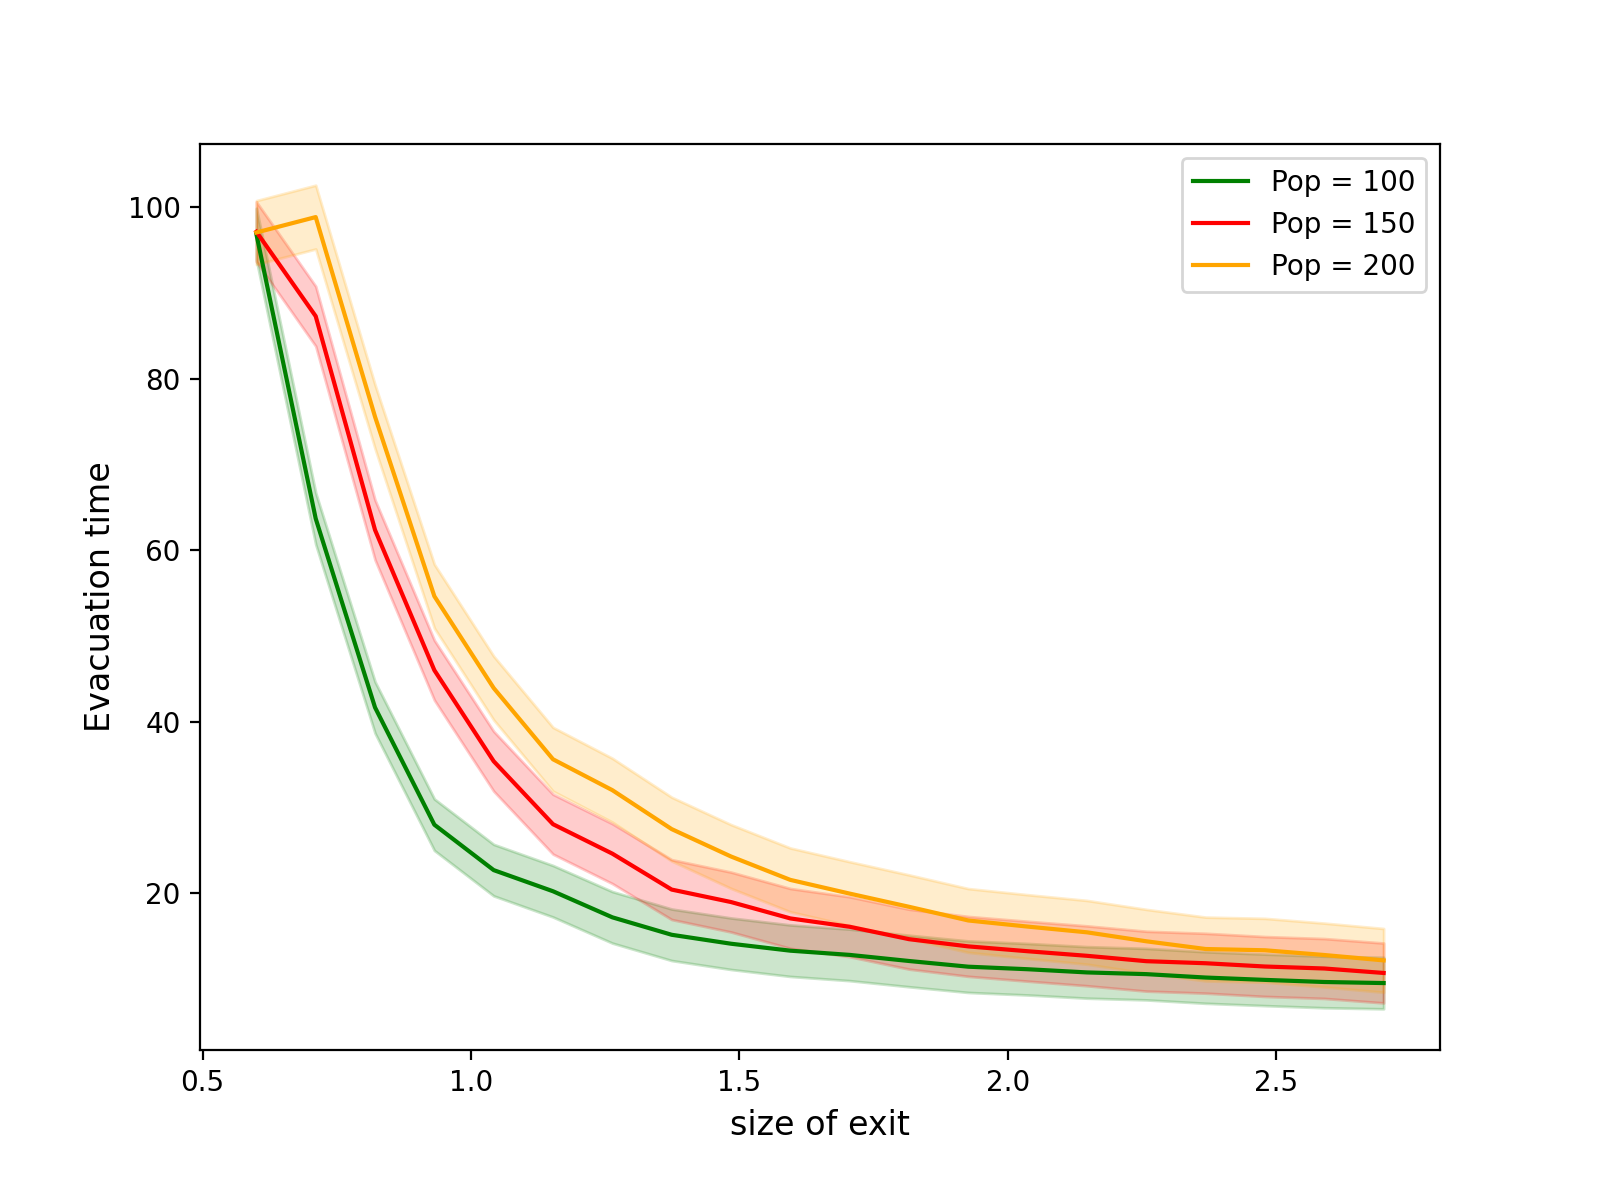 Pop = 100
Pop = 150
Pop = 200
100
80
60
40
20
Evacuation time
0.5 1.0 1.5 2.0 2.5
size of exit